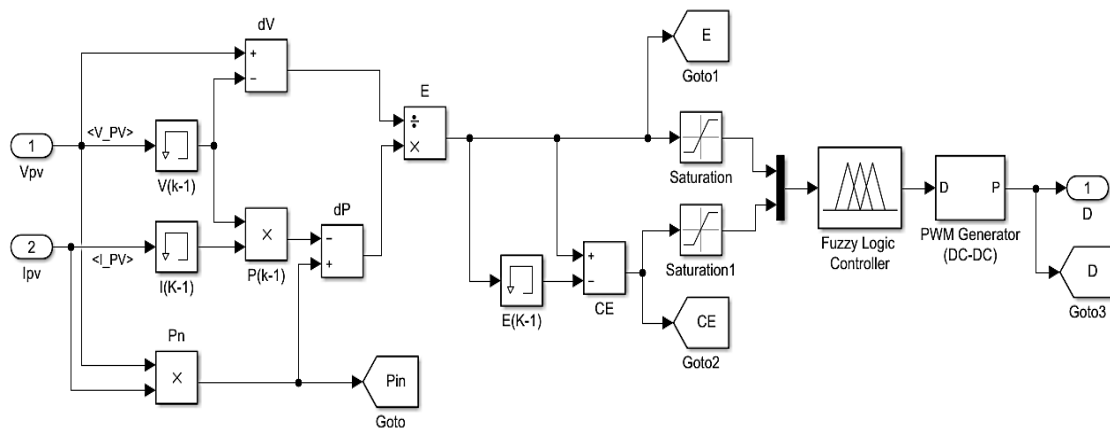 dV
+
−
E
Goto1
E
÷
×
<V_PV>
1
Vpv
V(k-1)
Saturation
dP
2
Ipv
<I_PV>
I(K-1)
×
P(k-1)
−
+
Fuzzy Logic
Controller
D P
PWM Generator
(DC-DC)
1
D
Saturation1
+
−
CE
E(K-1)
D
Goto3
CE
Goto2
Pn
×
Pin
Goto